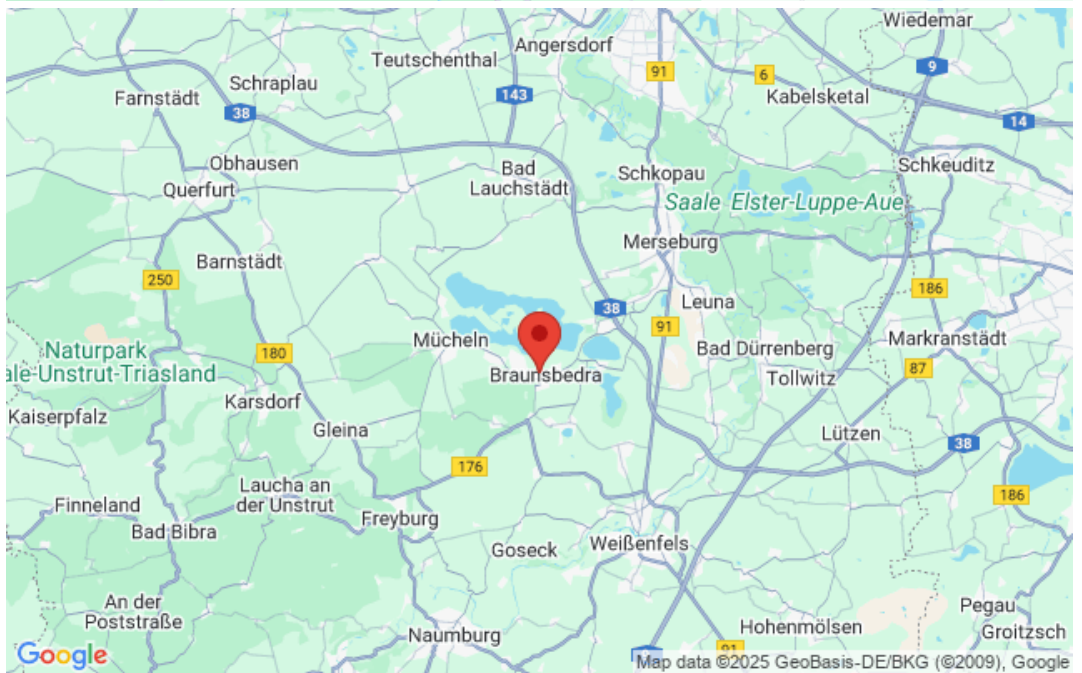 Wiedemar
Angersdorf
Teutschenthal
91
6
9
Schraplau
Kabelsketal
Farnstädt
143
38
14
Obhausen
Bad
Lauchstädt
Schkopau
Schkeuditz
Querfurt
Saale Elster-Luppe-Aue
Merseburg
Barnstädt
250
186
38
Leuna
91
Mücheln
Markranstädt
Naturpark
ale-Unstrut-Triasland
180
Bad Dürrenberg
87
Braunsbedra
Tollwitz
Karsdorf
Kaiserpfalz
Gleina
Lützen
38
176
Laucha an
der Unstrut
186
Finneland
Freyburg
Bad Bibra
Goseck
Weißenfels
An der
Poststraße
Pegau
Naumburg
Hohenmölsen
Groitzsch
91
Google
Map data ©2025 GeoBasis-DE/BKG (©2009), Google